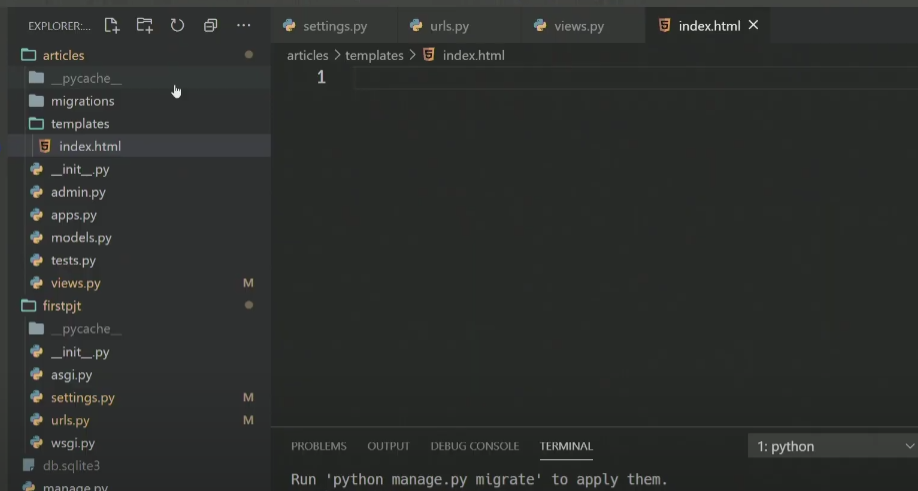 EXPLORER:...
settings.py
urls.py
views.py
index.html
articles
articles > templates > index.html
__pycache__
1
migrations
templates
index.html
__init__.py
admin.py
apps.py
models.py
tests.py
views.py M
firstpjt
__pycache__
__init__.py
asgi.py
settings.py M
urls.py M
wsgi.py
db.sqlite3
manage.py
PROBLEMS OUTPUT DEBUG CONSOLE TERMINAL 1: python
Run 'python manage.py migrate' to apply them.